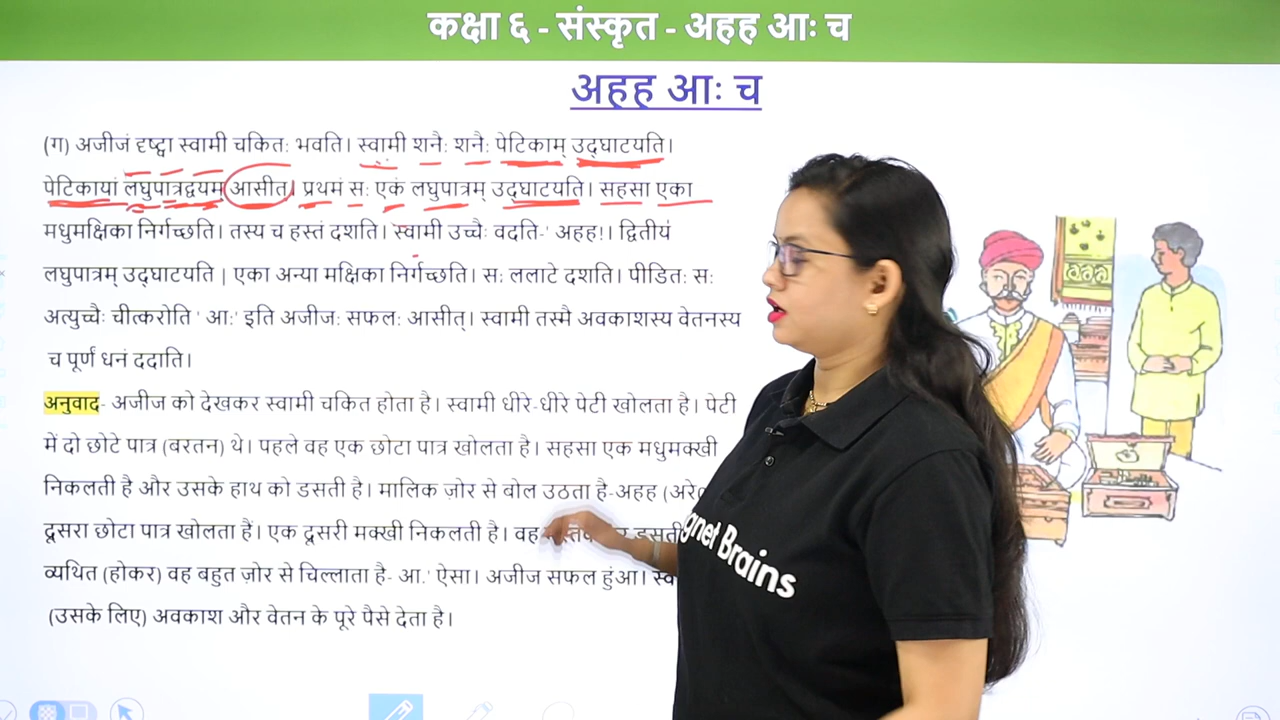 कक्षा ६ - संस्कृत - अहह आः च
अहह आः च
(ग) अजीजं दृष्ट्वा स्वामी चकित: भवति। स्वामी शनै: शनै: पेटिकाम् उद्घाटयति।
पेटिकायां लघुपात्रद्वयम् आसीत्। प्रथमं स: एकं लघुपात्रम् उद्घाटयति। सहसा एका
मधुमक्षिका निर्गच्छति। तस्य च हस्तं दशति। स्वामी उच्चैः वदति-' अहह!। द्वितीयं
लघुपात्रम् उद्घाटयति | एका अन्या मक्षिका निर्गच्छति। स: ललाटे दशति। पीडित: स:
अत्युच्चैः चीत्करोति ' आ:' इति अजीज: सफल: आसीत्। स्वामी तस्मै अवकाशस्य वेतनस्य
च पूर्णं धनं ददाति।
अनुवाद- अजीज को देखकर स्वामी चकित होता है। स्वामी धीरे-धीरे पेटी खोलता है। पेटी
में दो छोटे पात्र (बरतन) थे। पहले वह एक छोटा पात्र खोलता है। सहसा एक मधुमक्खी
निकलती है और उसके हाथ को डसती है। मालिक ज़ोर से बोल उठता है-अहह (अरे
दूसरा छोटा पात्र खोलता हैं। एक दूसरी मक्खी निकलती है। वह डसती
व्यथित (होकर) वह बहुत ज़ोर से चिल्लाता है- आ.' ऐसा। अजीज सफल हुंआ।
(उसके लिए) अवकाश और वेतन के पूरे पैसे देता है।
gnet Brains